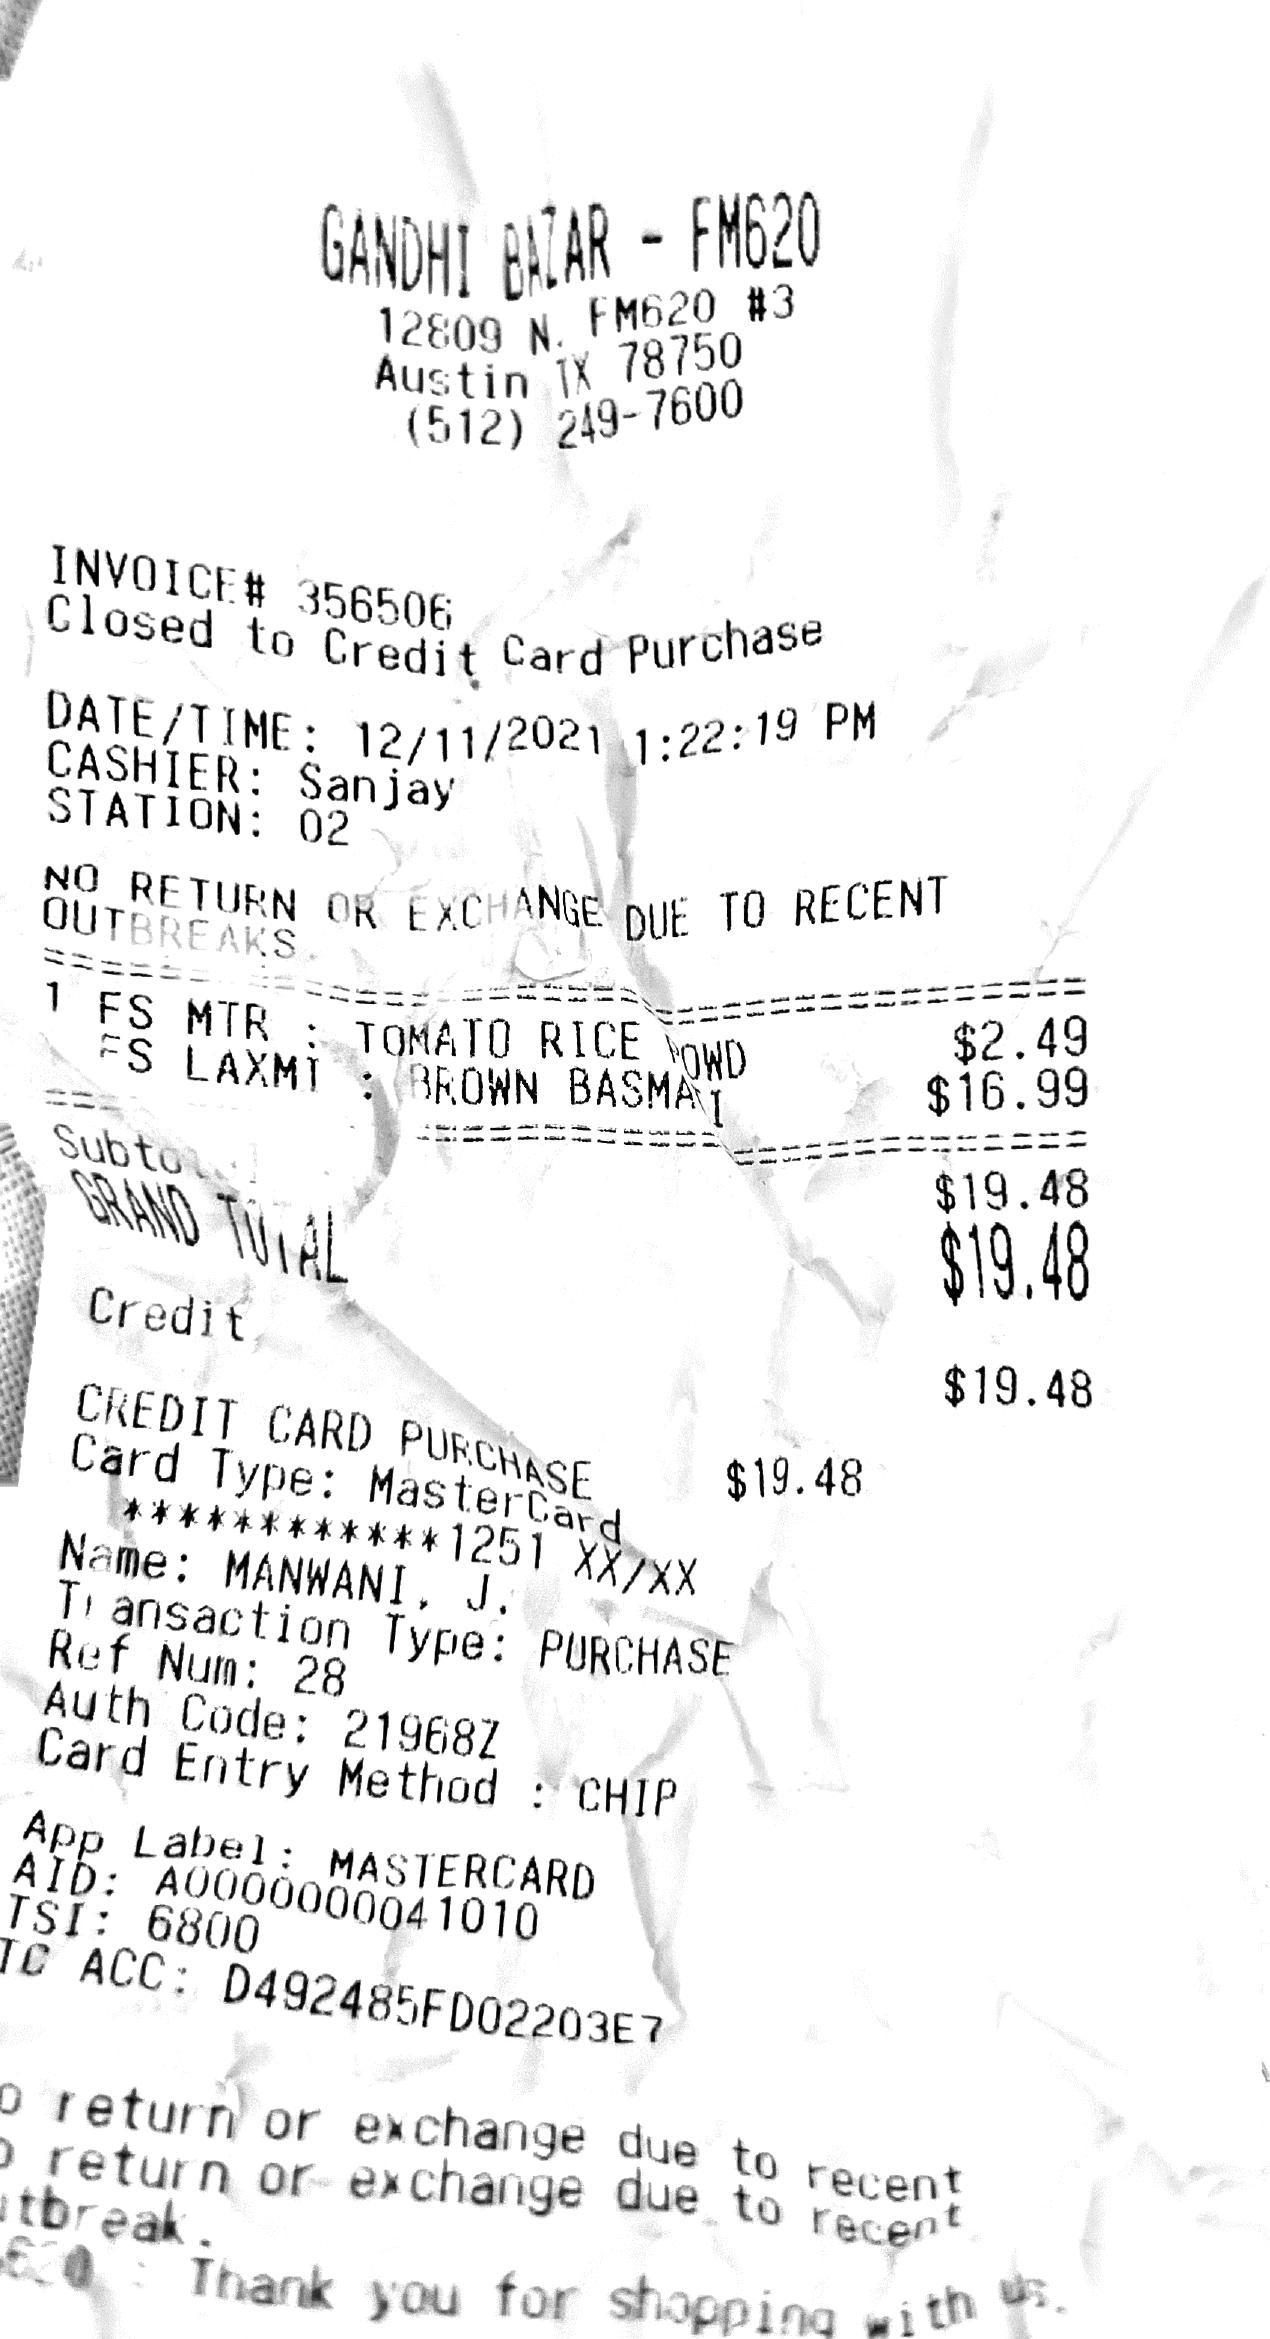 GANDHI BAZAR - FM620
12809 N. FM620 #3
Austin TX 78750
(512) 249-7600
INVOICE# 356506
Closed to Credit Card Purchase
DATE/TIME: 12/11/2021 1:22:19 PM
CASHIER: Sanjay
STATION: 02
NO RETURN OR EXCHANGE DUE TO RECENT
OUTBREAKS.
1 FS MTR : TOMATO RICE POWD $2.49
FS LAXMI : BROWN BASMATI $16.99
Subtotal $19.48
GRAND TOTAL $19.48
Credit $19.48
CREDIT CARD PURCHASE $19.48
Card Type: MasterCard
************1251 XX/XX
Name: MANWANI, J.
Transaction Type: PURCHASE
Ref Num: 28
Auth Code: 21968Z
Card Entry Method : CHIP
App Label: MASTERCARD
AID: A0000000041010
TSI: 6800
TC ACC: D492485FD02203E7
o return or exchange due to recent
o return or exchange due to recent
utbreak.
: Thank you for shopping with us.